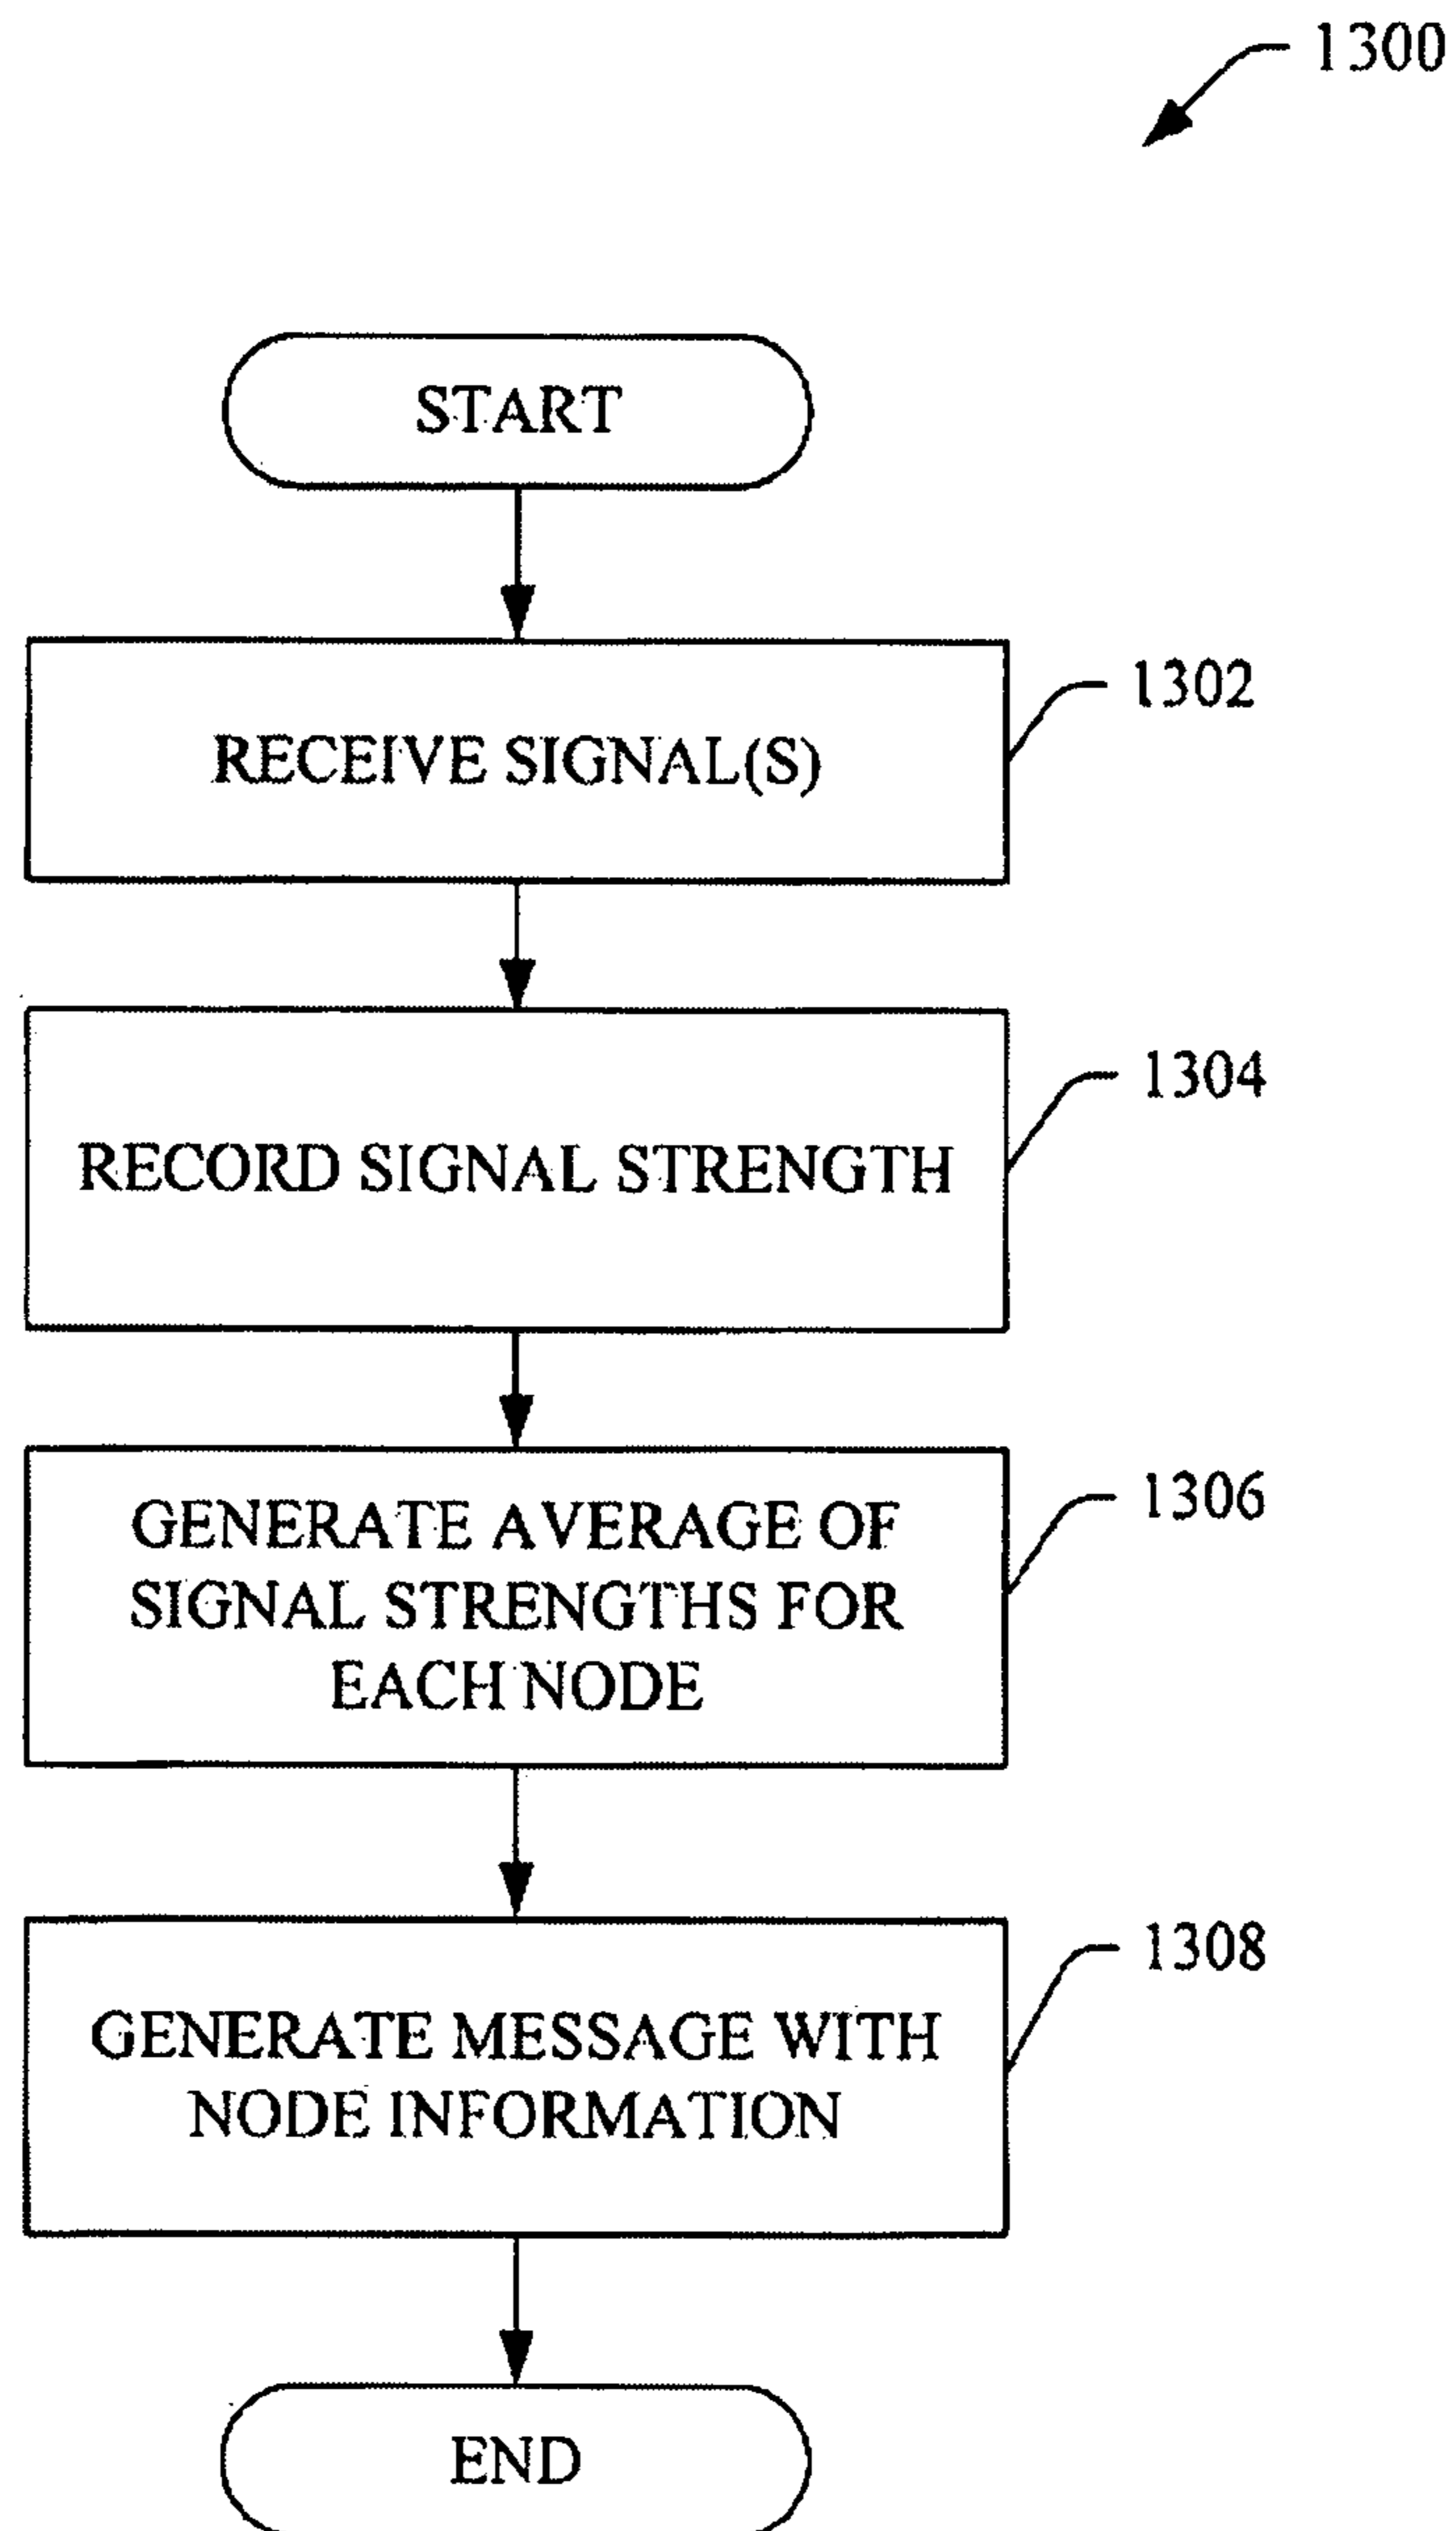 1300
START
RECEIVE SIGNAL(S)
1302
RECORD SIGNAL STRENGTH
1304
GENERATE AVERAGE OF
SIGNAL STRENGTHS FOR
EACH NODE
1306
GENERATE MESSAGE WITH
NODE INFORMATION
1308
END